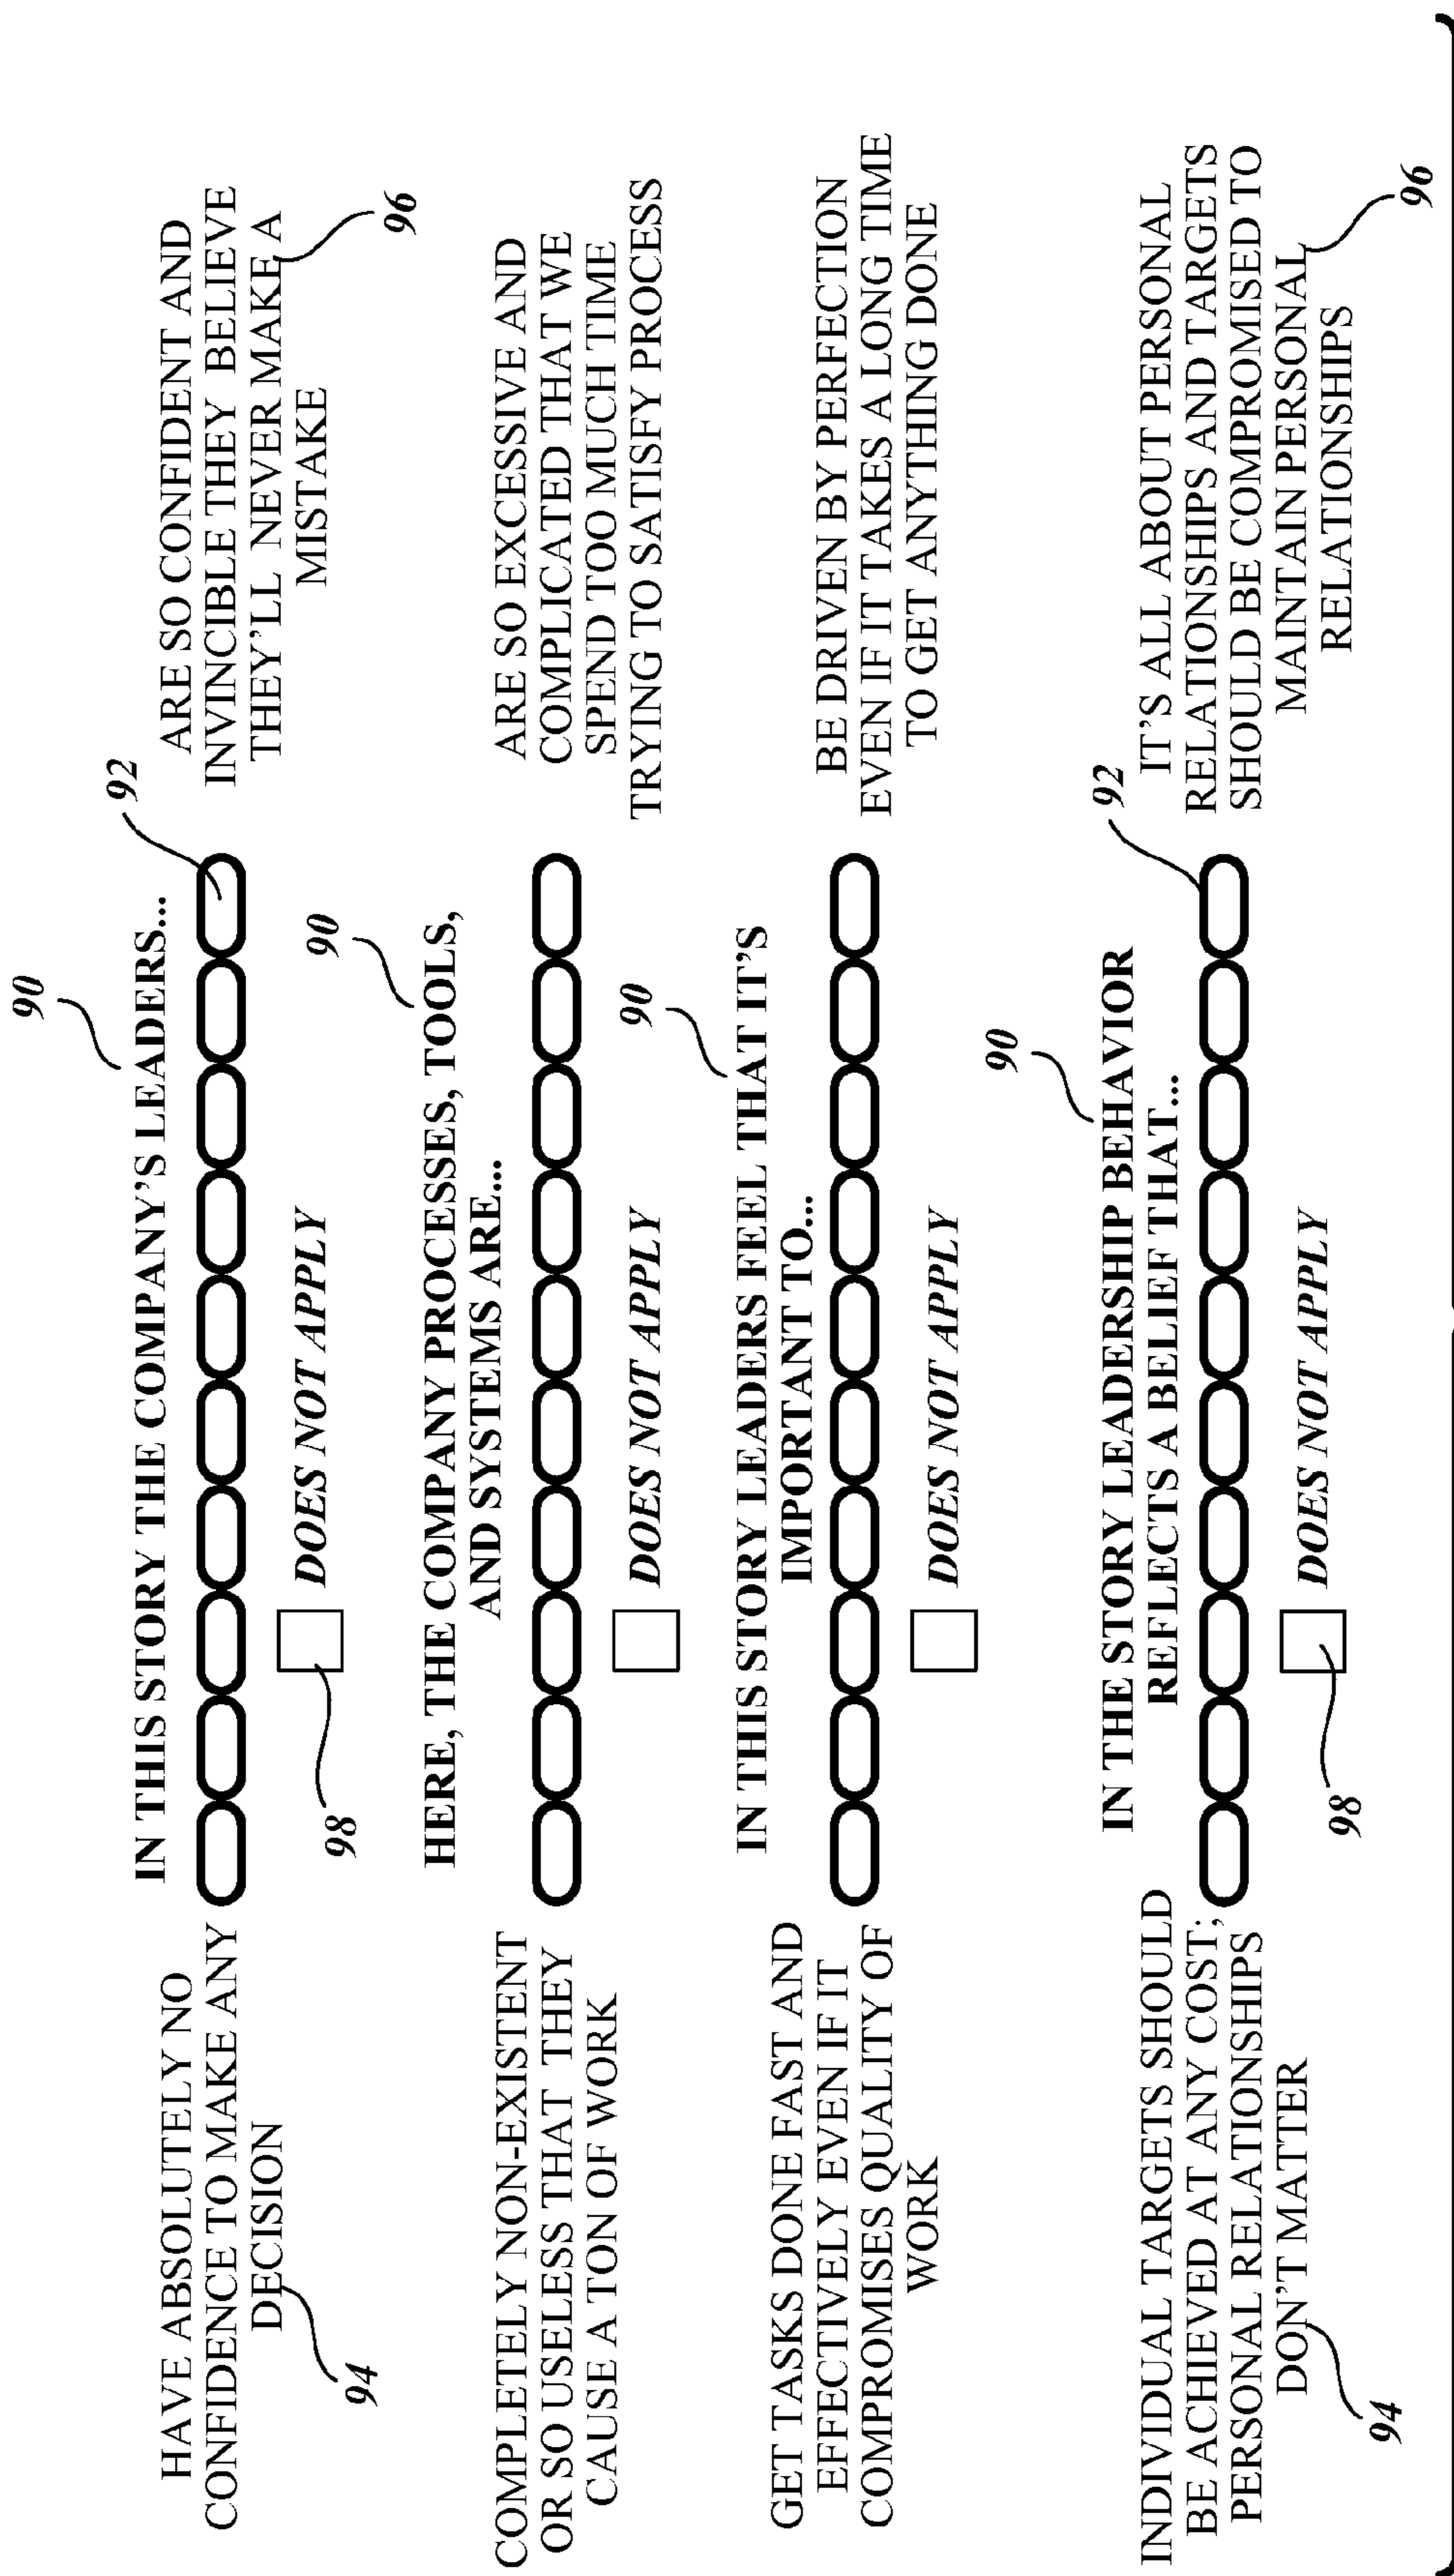 90
IN THIS STORY THE COMPANY'S LEADERS...
92
HAVE ABSOLUTELY NO
CONFIDENCE TO MAKE ANY
DECISION
94
ARE SO CONFIDENT AND
INVINCIBLE THEY BELIEVE
THEY'LL NEVER MAKE A
MISTAKE
96
98
DOES NOT APPLY
90
HERE, THE COMPANY PROCESSES, TOOLS,
AND SYSTEMS ARE...
COMPLETELY NON-EXISTENT
OR SO USELESS THAT THEY
CAUSE A TON OF WORK
ARE SO EXCESSIVE AND
COMPLICATED THAT WE
SPEND TOO MUCH TIME
TRYING TO SATISFY PROCESS
DOES NOT APPLY
90
IN THIS STORY LEADERS FEEL THAT IT'S
IMPORTANT TO...
GET TASKS DONE FAST AND
EFFECTIVELY EVEN IF IT
COMPROMISES QUALITY OF
WORK
BE DRIVEN BY PERFECTION
EVEN IF IT TAKES A LONG TIME
TO GET ANYTHING DONE
DOES NOT APPLY
90
IN THE STORY LEADERSHIP BEHAVIOR
REFLECTS A BELIEF THAT...
92
INDIVIDUAL TARGETS SHOULD
BE ACHIEVED AT ANY COST;
PERSONAL RELATIONSHIPS
DON'T MATTER
94
IT'S ALL ABOUT PERSONAL
RELATIONSHIPS AND TARGETS
SHOULD BE COMPROMISED TO
MAINTAIN PERSONAL
RELATIONSHIPS
96
98
DOES NOT APPLY